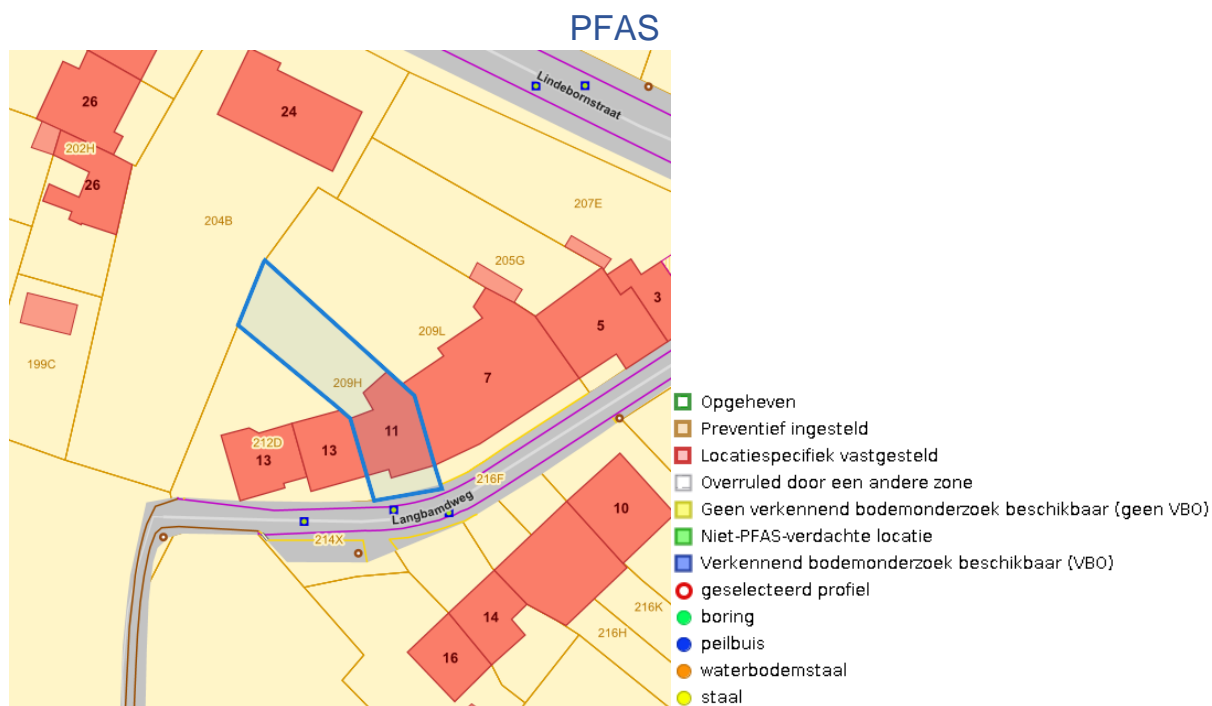 PFAS
Lindebornstraat
26
24
202H
26
204B
207E
205G
3
5
209L
199C
7
209H
11
212D
13
13
216F
Langbamdweg
10
214X
216K
14
216H
16
Opgeheven
Preventief ingesteld
Locatiespecifiek vastgesteld
Overruled door een andere zone
Geen verkennend bodemonderzoek beschikbaar (geen VBO)
Niet-PFAS-verdachte locatie
Verkennend bodemonderzoek beschikbaar (VBO)
geselecteerd profiel
boring
peilbuis
waterbodemstaal
staal